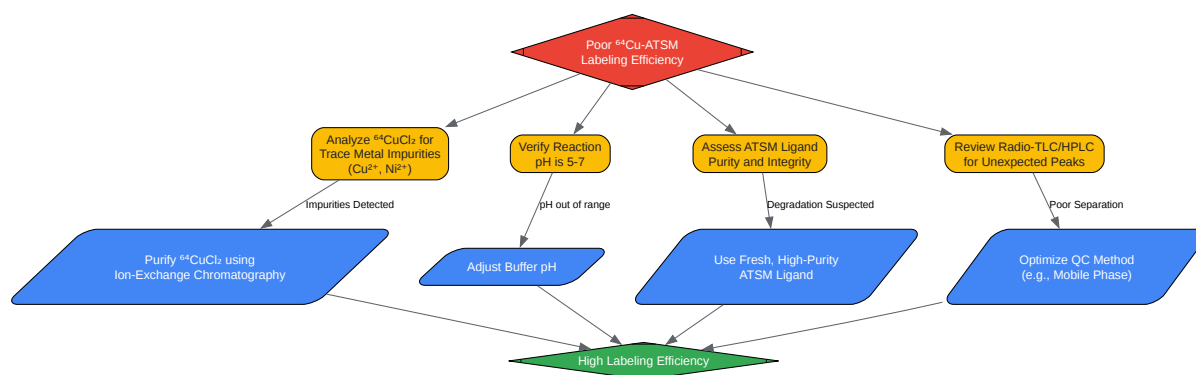 Poor ⁶⁴Cu-ATSM
Labeling Efficiency
Analyze ⁶⁴CuCl₂ for
Trace Metal Impurities
(Cu²⁺, Ni²⁺)
Verify Reaction
pH is 5-7
Assess ATSM Ligand
Purity and Integrity
Review Radio-TLC/HPLC
for Unexpected Peaks
Impurities Detected
pH out of range
Degradation Suspected
Poor Separation
Purify ⁶⁴CuCl₂ using
Ion-Exchange Chromatography
Adjust Buffer pH
Use Fresh, High-Purity
ATSM Ligand
Optimize QC Method
(e.g., Mobile Phase)
High Labeling Efficiency